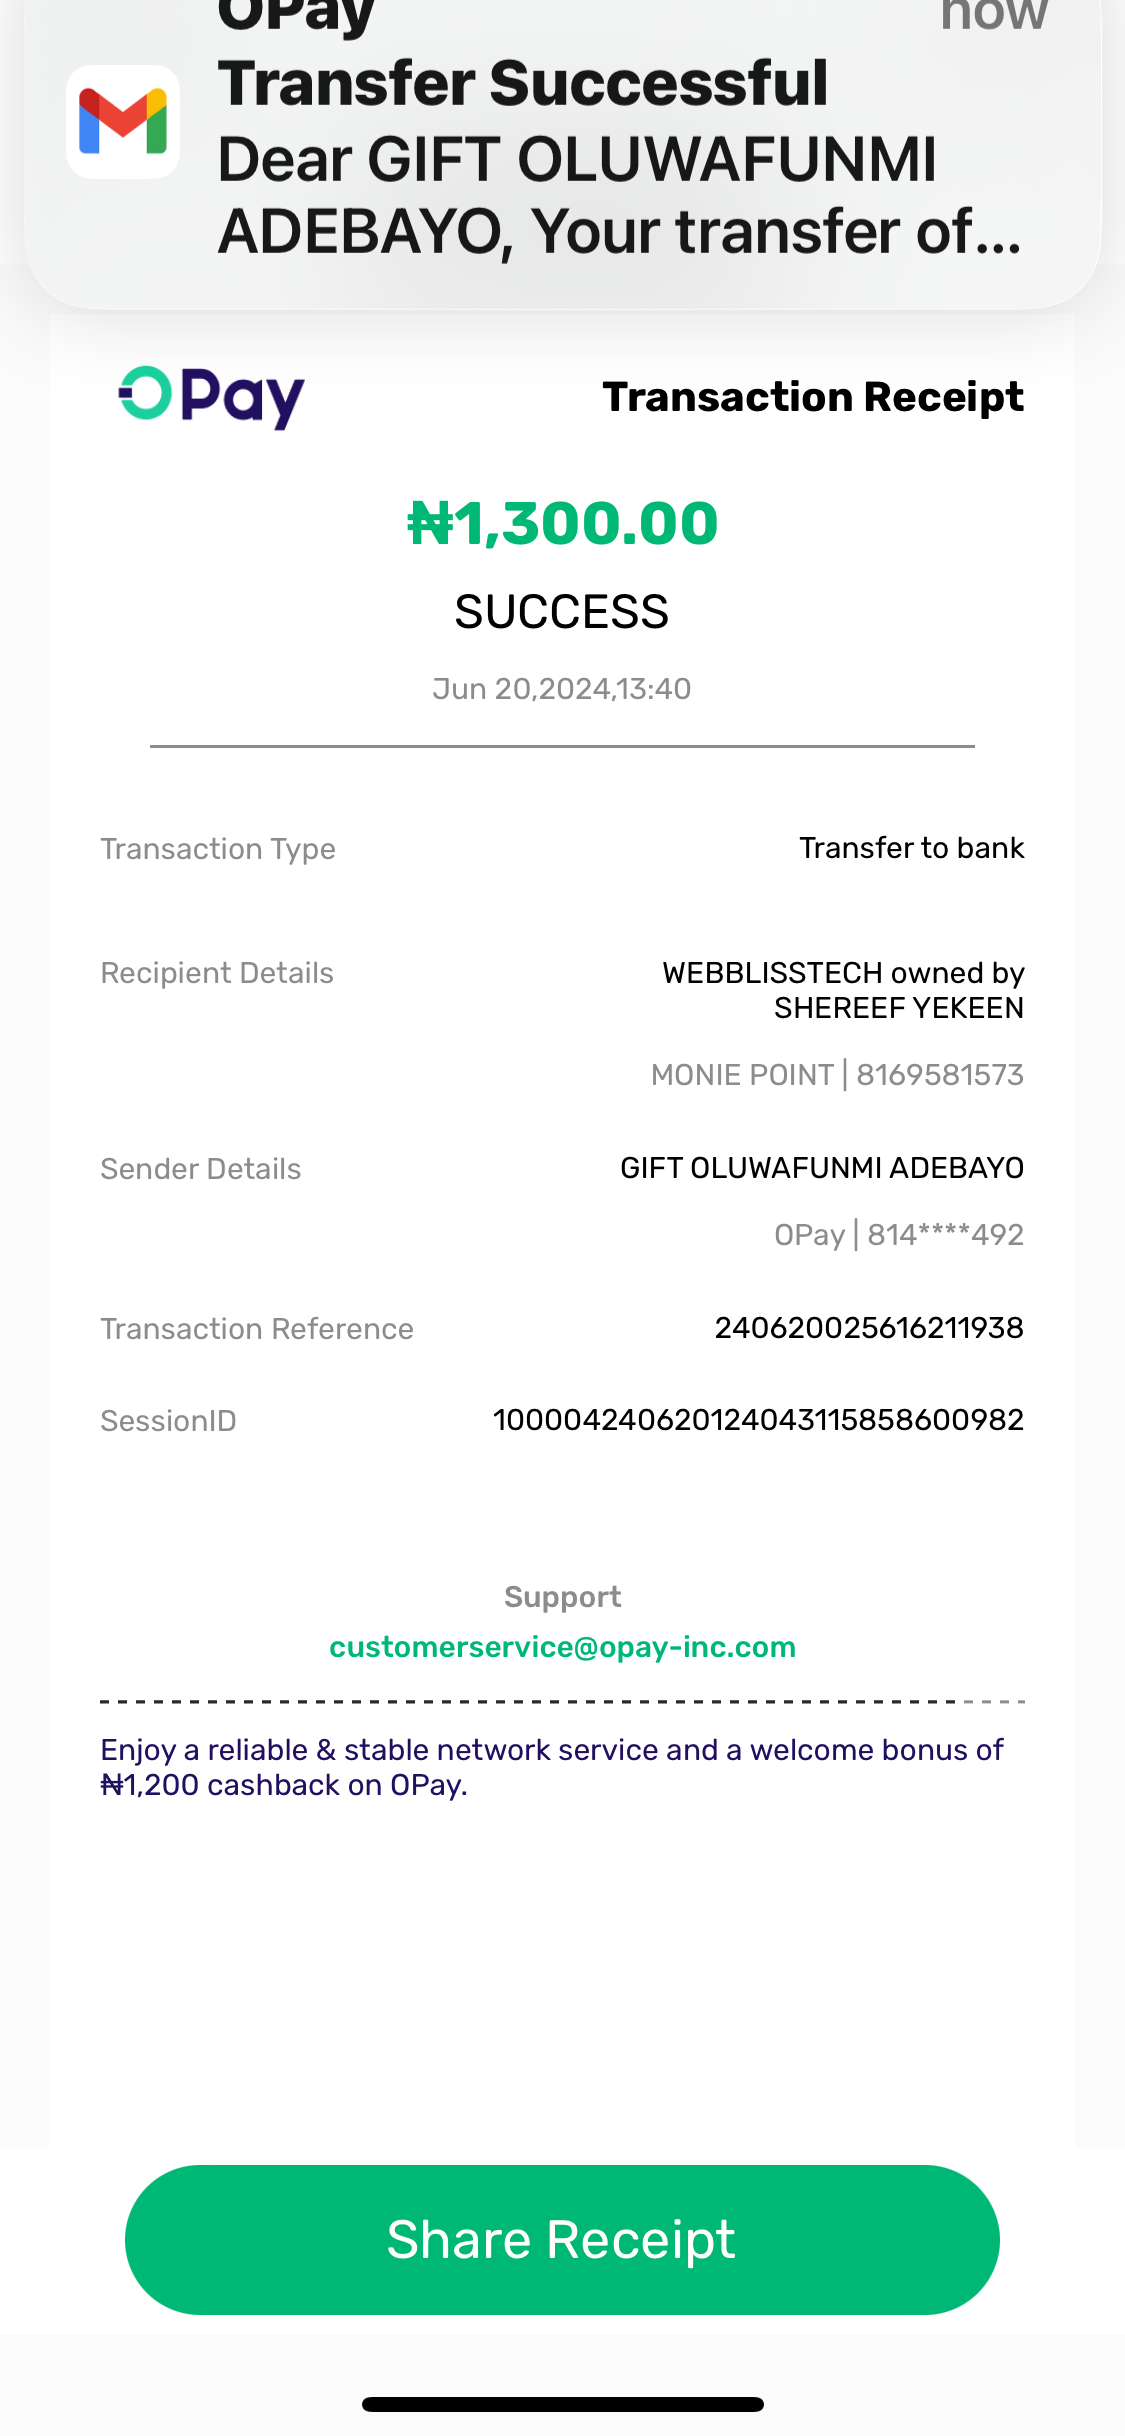 OPay
now
Transfer Successful
Dear GIFT OLUWAFUNMI
ADEBAYO, Your transfer of...
OPay
Transaction Receipt
₦1,300.00
SUCCESS
Jun 20,2024,13:40
Transaction Type
Transfer to bank
Recipient Details
WEBBLISSTECH owned by
SHEREEF YEKEEN
MONIE POINT | 8169581573
Sender Details
GIFT OLUWAFUNMI ADEBAYO
OPay | 814****492
Transaction Reference
240620025616211938
SessionID
100004240620124043115858600982
Support
customerservice@opay-inc.com
Enjoy a reliable & stable network service and a welcome bonus of
₦1,200 cashback on OPay.
Share Receipt